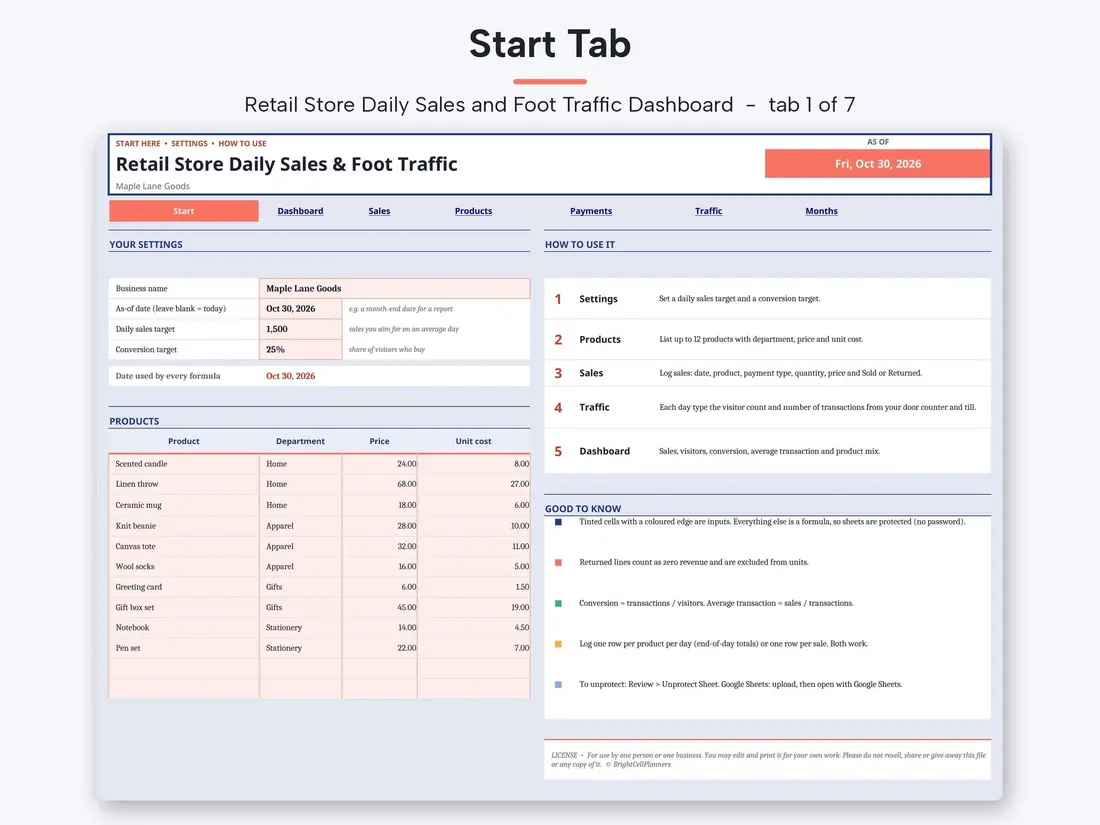 Start Tab
Retail Store Daily Sales and Foot Traffic Dashboard - tab 1 of 7
START HERE • SETTINGS • HOW TO USE
Retail Store Daily Sales & Foot Traffic
Maple Lane Goods
AS OF
Fri, Oct 30, 2026
Start Dashboard Sales Products Payments Traffic Months
YOUR SETTINGS
Business name Maple Lane Goods
As-of date (leave blank = today) Oct 30, 2026 e.g. a month-end date for a report
Daily sales target 1,500 sales you aim for on an average day
Conversion target 25% share of visitors who buy
Date used by every formula Oct 30, 2026
PRODUCTS
Product Department Price Unit cost
Scented candle Home 24.00 8.00
Linen throw Home 68.00 27.00
Ceramic mug Home 18.00 6.00
Knit beanie Apparel 28.00 10.00
Canvas tote Apparel 32.00 11.00
Wool socks Apparel 16.00 5.00
Greeting card Gifts 6.00 1.50
Gift box set Gifts 45.00 19.00
Notebook Stationery 14.00 4.50
Pen set Stationery 22.00 7.00
HOW TO USE IT
1 Settings Set a daily sales target and a conversion target.
2 Products List up to 12 products with department, price and unit cost.
3 Sales Log sales: date, product, payment type, quantity, price and Sold or Returned.
4 Traffic Each day type the visitor count and number of transactions from your door counter and till.
5 Dashboard Sales, visitors, conversion, average transaction and product mix.
GOOD TO KNOW
Tinted cells with a coloured edge are inputs. Everything else is a formula, so sheets are protected (no password).
Returned lines count as zero revenue and are excluded from units.
Conversion = transactions / visitors. Average transaction = sales / transactions.
Log one row per product per day (end-of-day totals) or one row per sale. Both work.
To unprotect: Review > Unprotect Sheet. Google Sheets: upload, then open with Google Sheets.
LICENSE • For use by one person or one business. You may edit and print it for your own work. Please do not resell, share or give away this file
or any copy of it. © BrightCellPlanners